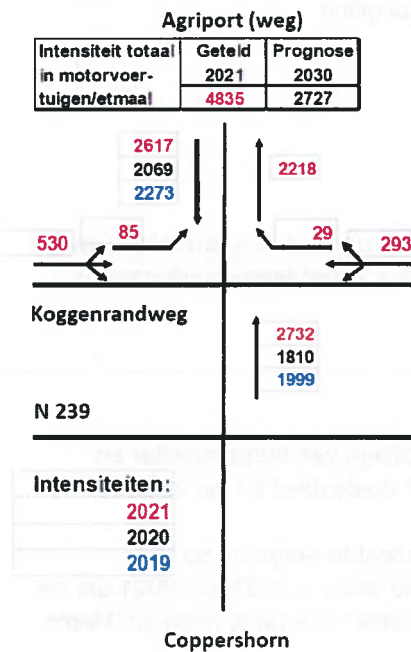 Agriport (weg)
Intensiteit totaal Geteld Prognose
in motorvoer- 2021 2030
tuigen/etmaal 4835 2727
2617
2069 2218
2273
530 85 29 293
Koggenrandweg
2732
1810
1999
N 239
Intensiteiten:
2021
2020
2019
Coppershorn